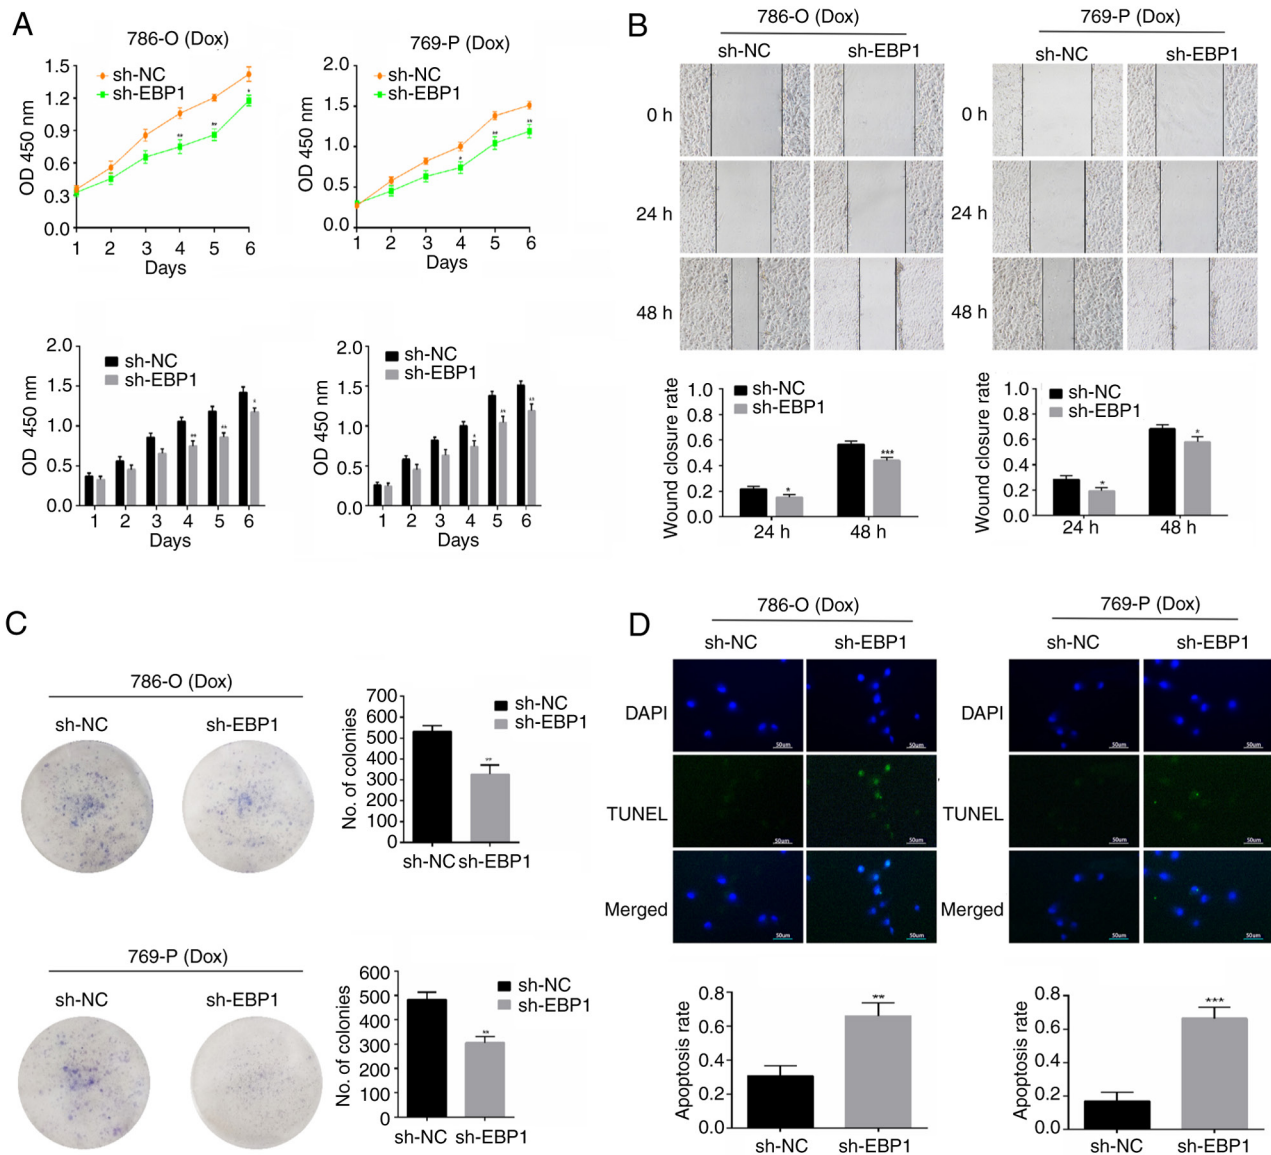 A
786-O (Dox)
1.5
1.2
0.9
0.6
0.3
0.0
OD 450 nm
sh-NC
sh-EBP1
**
**
*
1 2 3 4 5 6
Days
769-P (Dox)
2.0
1.5
1.0
0.5
0.0
OD 450 nm
sh-NC
sh-EBP1
*
**
**
1 2 3 4 5 6
Days
2.0
1.5
1.0
0.5
0.0
OD 450 nm
sh-NC
sh-EBP1
**
**
*
1 2 3 4 5 6
Days
2.0
1.5
1.0
0.5
0.0
OD 450 nm
sh-NC
sh-EBP1
*
**
**
1 2 3 4 5 6
Days
B
786-O (Dox)
769-P (Dox)
sh-NC sh-EBP1
sh-NC sh-EBP1
0 h
0 h
24 h
24 h
48 h
48 h
1.0
0.8
0.6
0.4
0.2
0.0
Wound closure rate
sh-NC
sh-EBP1
*
***
24 h 48 h
1.0
0.8
0.6
0.4
0.2
0.0
Wound closure rate
sh-NC
sh-EBP1
*
*
24 h 48 h
C
786-O (Dox)
sh-NC sh-EBP1
700
600
500
400
300
200
100
0
No. of colonies
sh-NC
sh-EBP1
**
sh-NC sh-EBP1
769-P (Dox)
sh-NC sh-EBP1
600
500
400
300
200
100
0
No. of colonies
sh-NC
sh-EBP1
**
sh-NC sh-EBP1
D
786-O (Dox)
769-P (Dox)
sh-NC sh-EBP1
sh-NC sh-EBP1
DAPI
50um
50um
DAPI
50um
50um
TUNEL
50um
50um
TUNEL
50um
50um
Merged
50um
50um
Merged
50um
50um
0.8
0.6
0.4
0.2
0.0
Apoptosis rate
**
sh-NC sh-EBP1
0.8
0.6
0.4
0.2
0.0
Apoptosis rate
***
sh-NC sh-EBP1